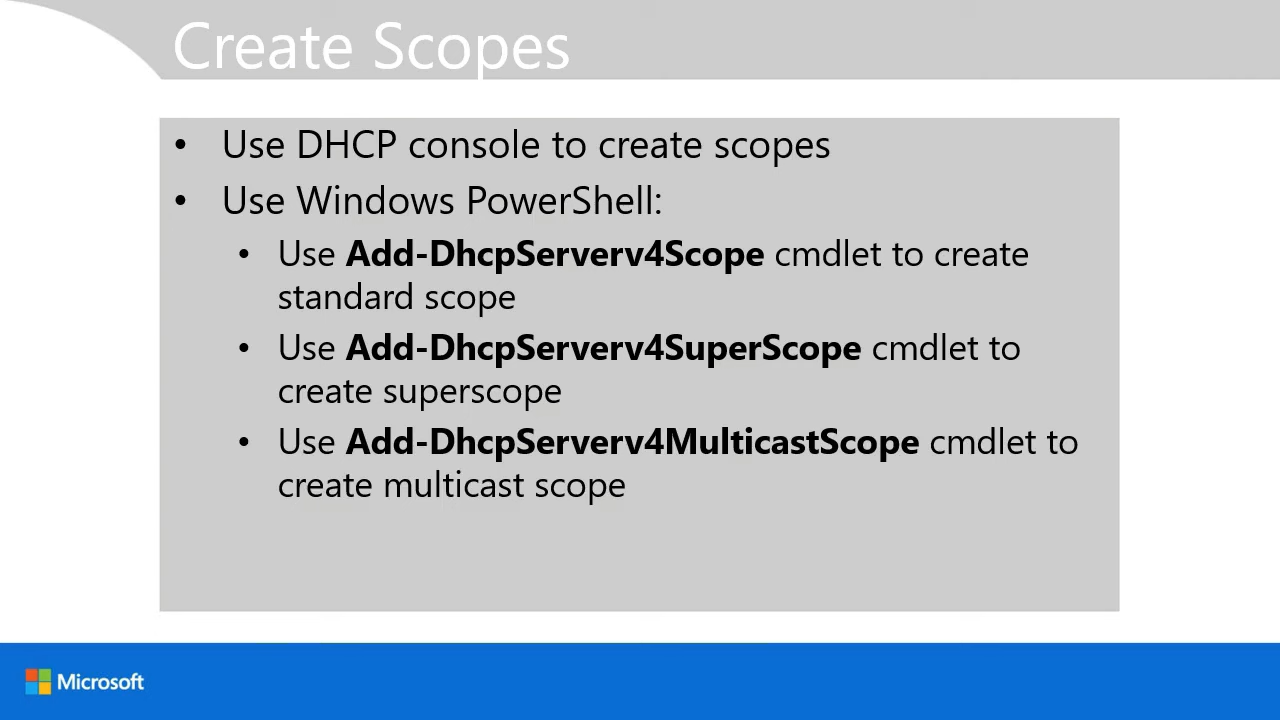 Create Scopes
• Use DHCP console to create scopes
• Use Windows PowerShell:
• Use Add-DhcpServerv4Scope cmdlet to create
standard scope
• Use Add-DhcpServerv4SuperScope cmdlet to
create superscope
• Use Add-DhcpServerv4MulticastScope cmdlet to
create multicast scope
Microsoft